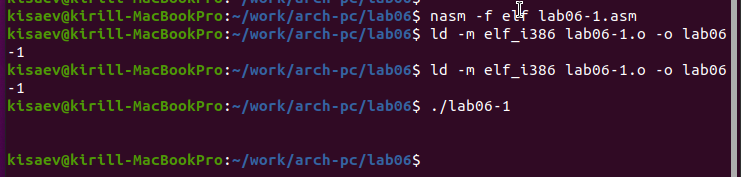 kisaev@kirill-MacBookPro:~/work/arch-pc/lab06$ nasm -f elf lab06-1.asm
kisaev@kirill-MacBookPro:~/work/arch-pc/lab06$ ld -m elf_i386 lab06-1.o -o lab06
-1
kisaev@kirill-MacBookPro:~/work/arch-pc/lab06$ ld -m elf_i386 lab06-1.o -o lab06
-1
kisaev@kirill-MacBookPro:~/work/arch-pc/lab06$ ./lab06-1
kisaev@kirill-MacBookPro:~/work/arch-pc/lab06$